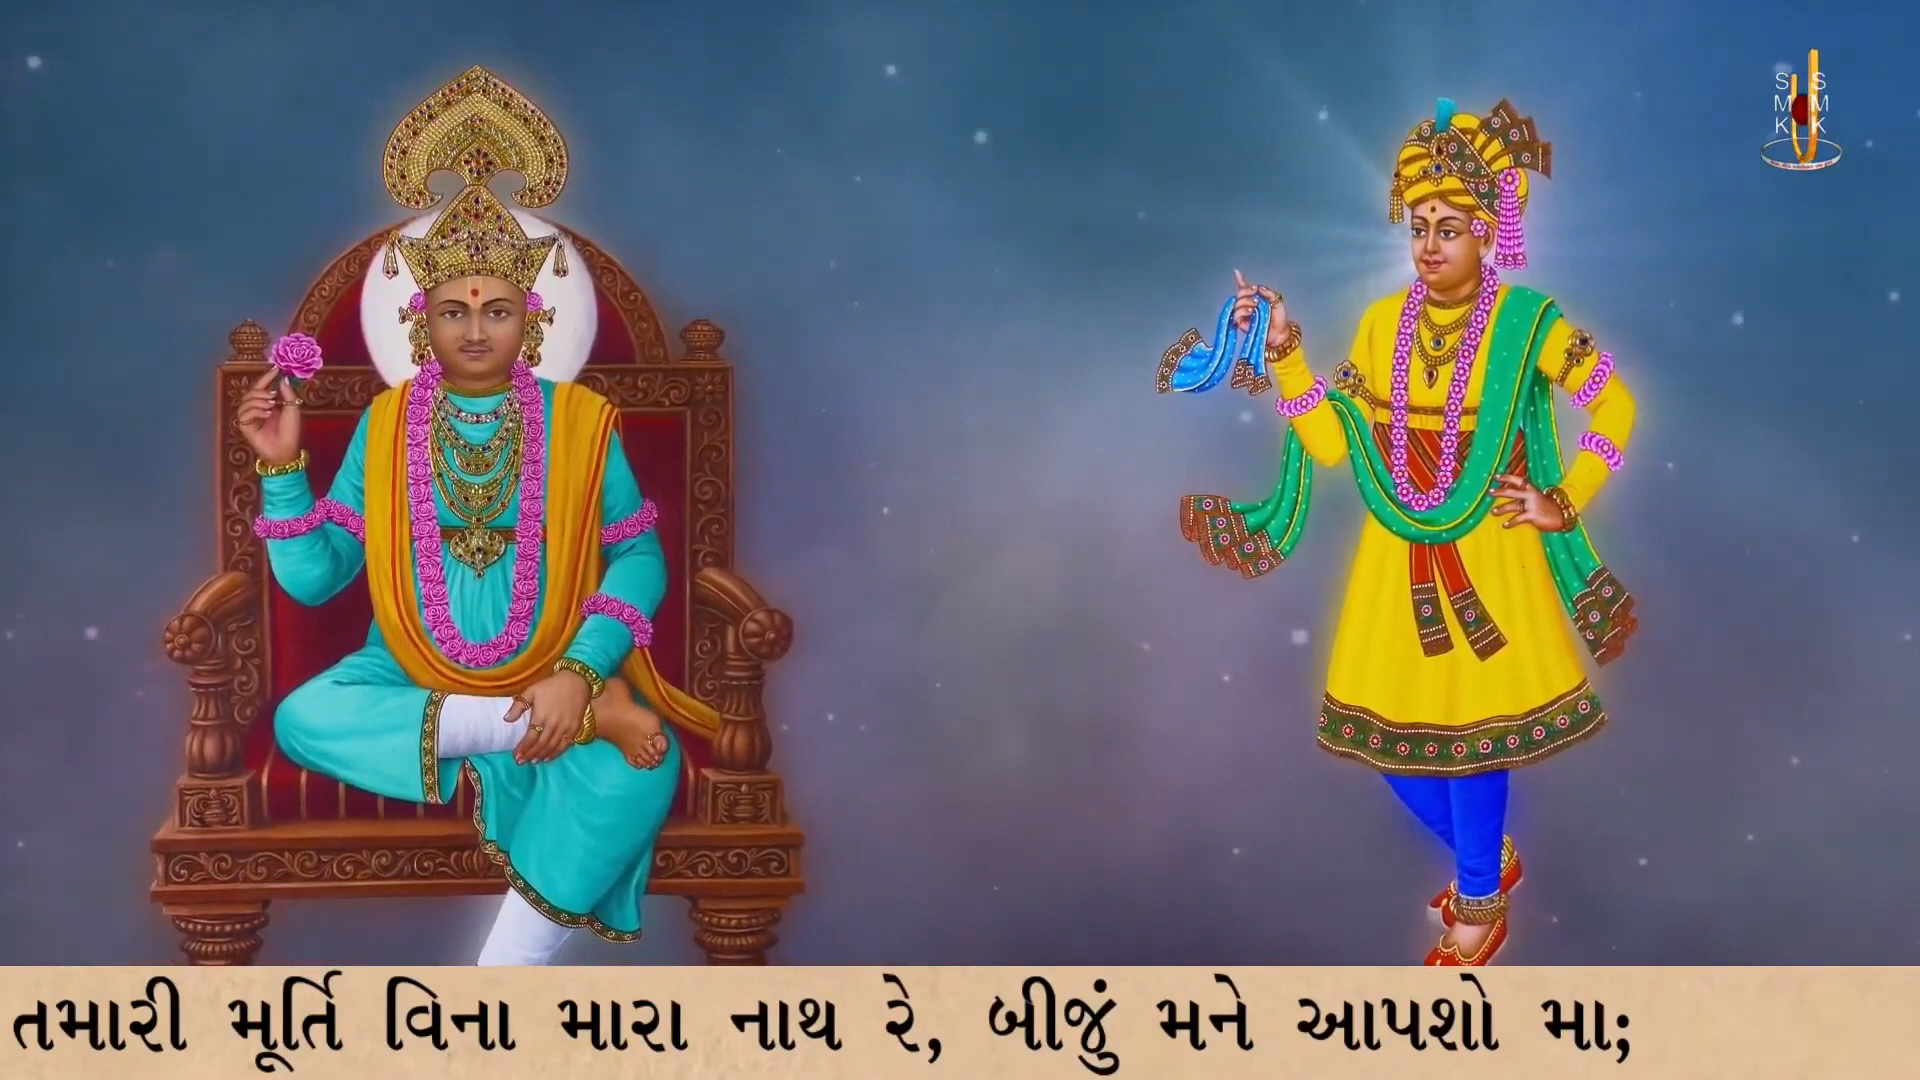 S S
M M
K K
તમારી મૂર્તિ વિના મારા નાથ રે, બીજું મને આપશો મા;